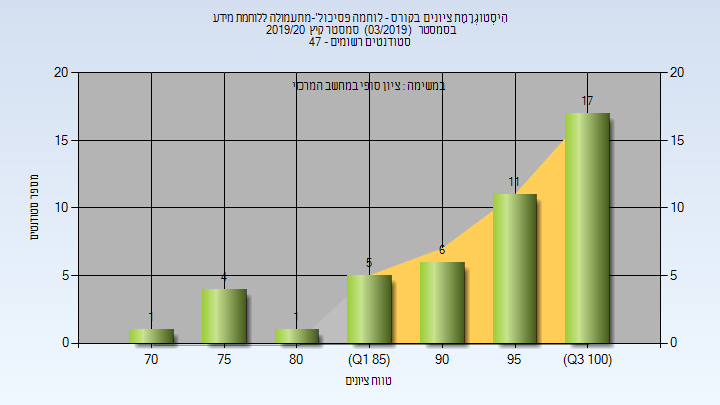 הִיסְטוֹגְרָמַת ציונים בקורס - לוחמה פסיכול'-מתעמולה ללוחמת מידע
בסמסטר (03/2019) סמסטר קיץ 2019/20
סטודנטים רשומים - 47
במשימה : ציון סופי במחשב המרכזי
20 20
15 15
10 10
5 5
0 0
1 4 1 5 6 11 17
מספר סטודנטים
70 75 80 (Q1 85) 90 95 (Q3 100)
טווח ציונים